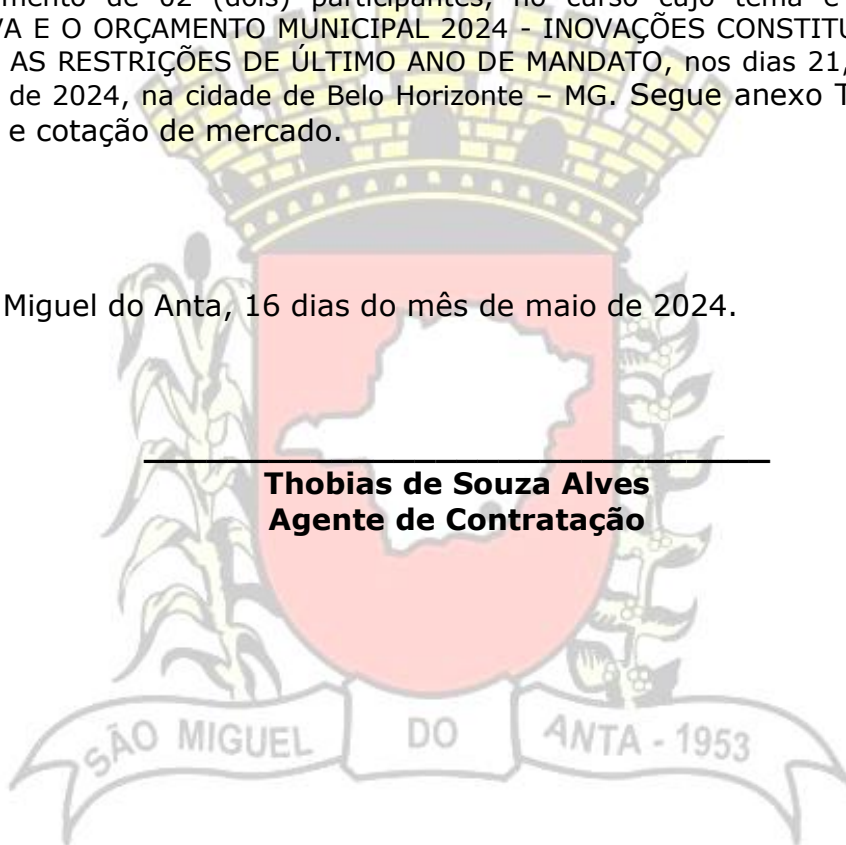 de 02 (dois) participantes, no curso cujo tema
E O ORÇAMENTO MUNICIPAL 2024 - INOVAÇÕES
AS RESTRIÇÕES DE ÚLTIMO ANO DE MANDATO, nos dias 21,
de 2024, na cidade de Belo Horizonte – MG. Segue anexo
e cotação de mercado.
Miguel do Anta, 16 dias do mês de maio de 2024.
Thobias de Souza Alves
Agente de Contratação
SÃO MIGUEL DO ANTA - 1953